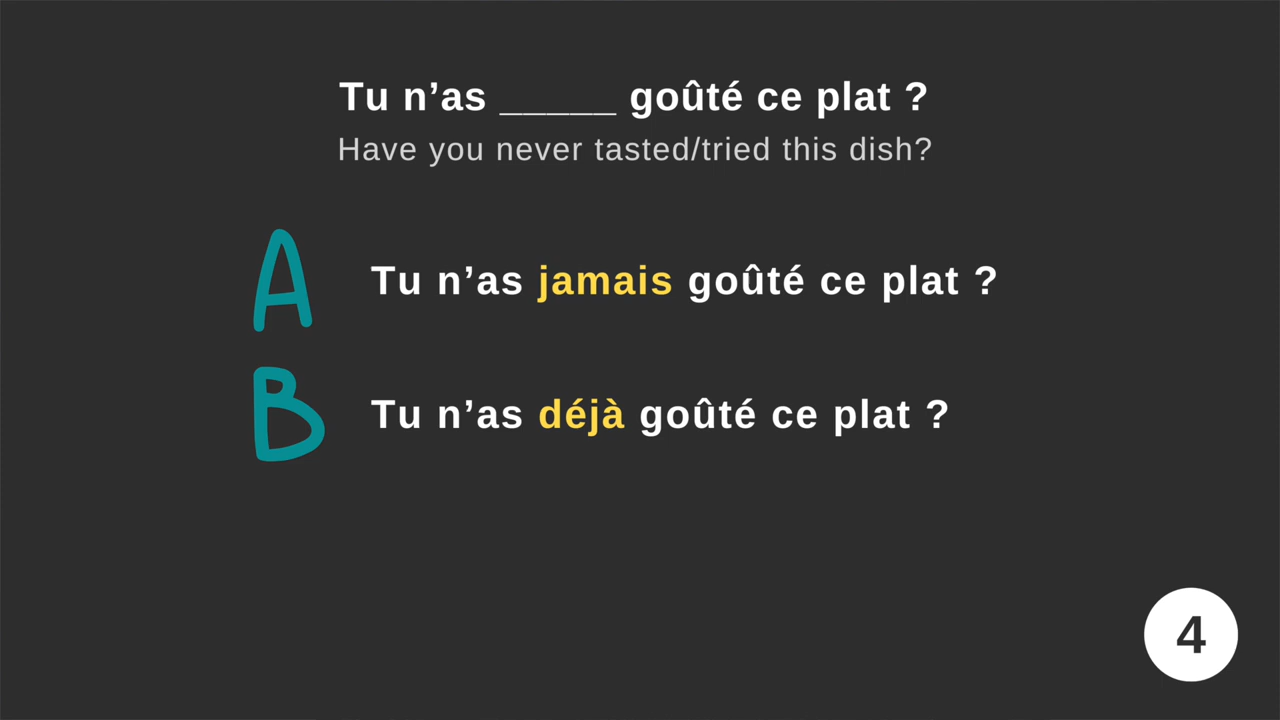 Tu n’as _____ goûté ce plat ?
Have you never tasted/tried this dish?
A Tu n’as jamais goûté ce plat ?
B Tu n’as déjà goûté ce plat ?
4